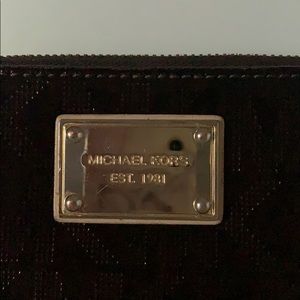 MICHAEL KORS
EST. 1981